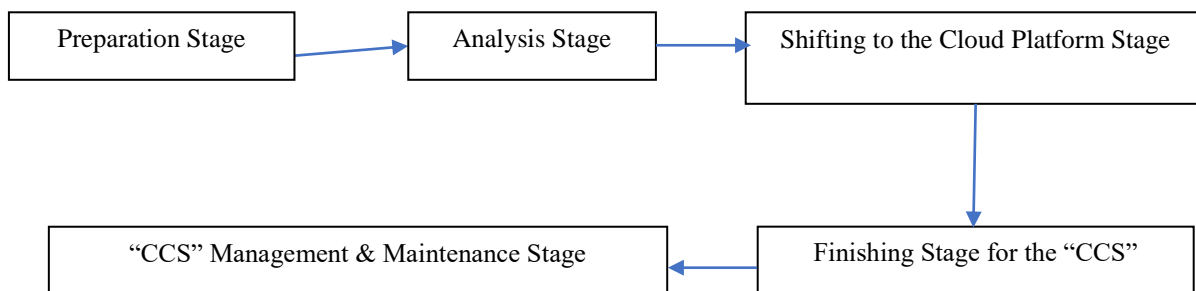 Preparation Stage
Analysis Stage
Shifting to the Cloud Platform Stage
Finishing Stage for the “CCS”
“CCS” Management & Maintenance Stage